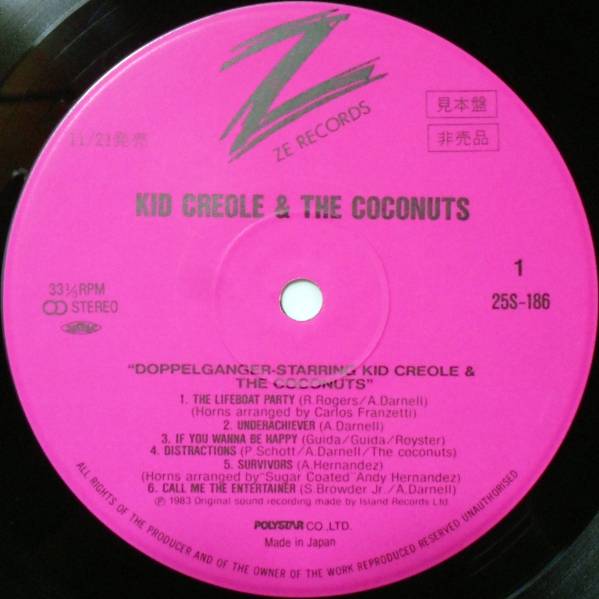 Z
ZE RECORDS
見本盤
11/21発売
非売品
KID CREOLE & THE COCONUTS
33⅓RPM
STEREO
1
25S-186
"DOPPELGANGER-STARRING KID CREOLE &
THE COCONUTS"
1. THE LIFEBOAT PARTY (R.Rogers/A.Darnell)
(Horns arranged by Carlos Franzetti)
2. UNDERACHIEVER (A.Darnell)
3. IF YOU WANNA BE HAPPY (Guida/Guida/Royster)
4. DISTRACTIONS (P.Schott/A.Darnell/The coconuts)
5. SURVIVORS (A.Hernandez)
(Horns arranged by "Sugar Coated" Andy Hernandez)
6. CALL ME THE ENTERTAINER (S.Browder Jr./A.Darnell)
Ⓟ 1983 Original sound recording made by Island Records Ltd
POLYSTAR CO.,LTD.
Made in Japan
ALL RIGHTS OF THE PRODUCER AND OF THE OWNER OF THE WORK REPRODUCED RESERVED UNAUTHORISED